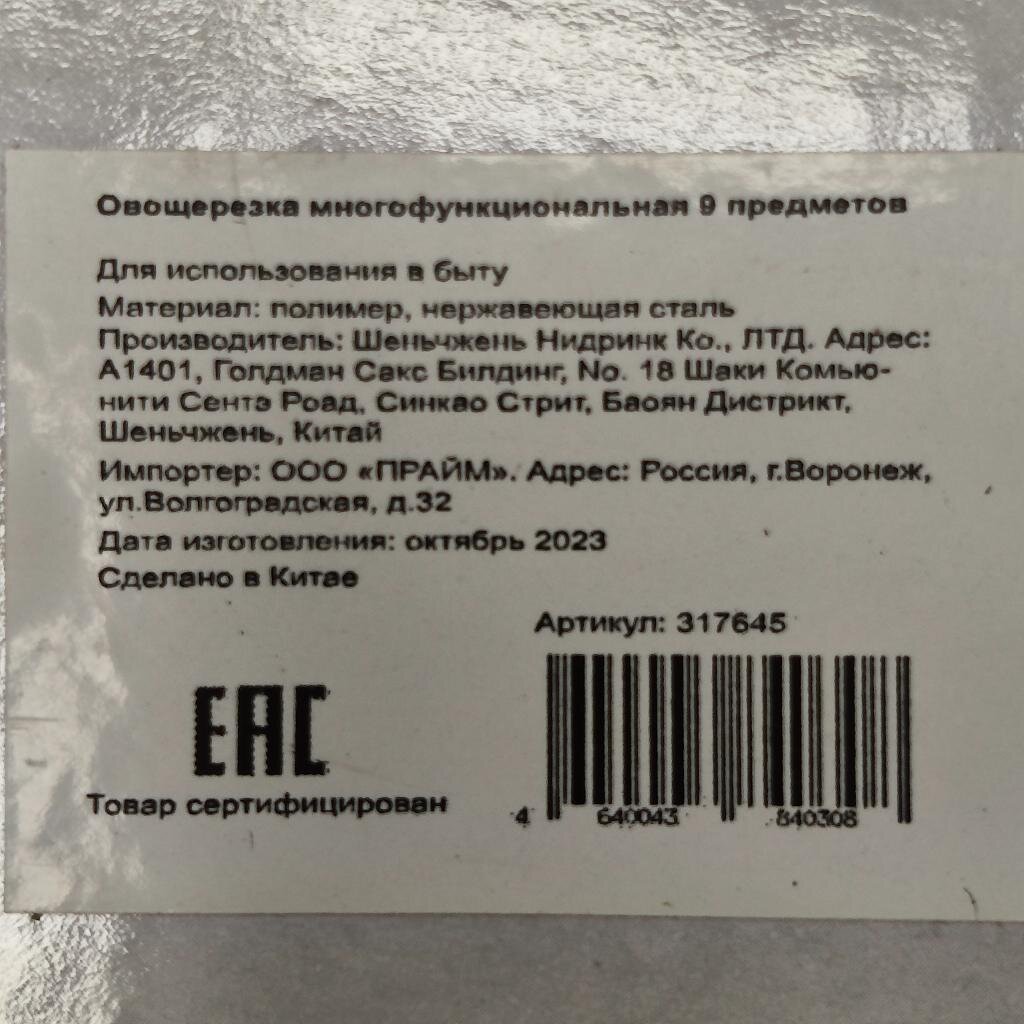 Овощерезка многофункциональная 9 предметов
Для использования в быту
Материал: полимер, нержавеющая сталь
Производитель: Шеньчжень Нидринк Ко., ЛТД. Адрес:
А1401, Голдман Сакс Билдинг, No. 18 Шаки Комью-
нити Сентэ Роад, Синкао Стрит, Баоян Дистрикт,
Шеньчжень, Китай
Импортер: ООО «ПРАЙМ». Адрес: Россия, г.Воронеж,
ул.Волгоградская, д.32
Дата изготовления: октябрь 2023
Сделано в Китае
Артикул: 317645
ЕАС
Товар сертифицирован
4 640043 840308